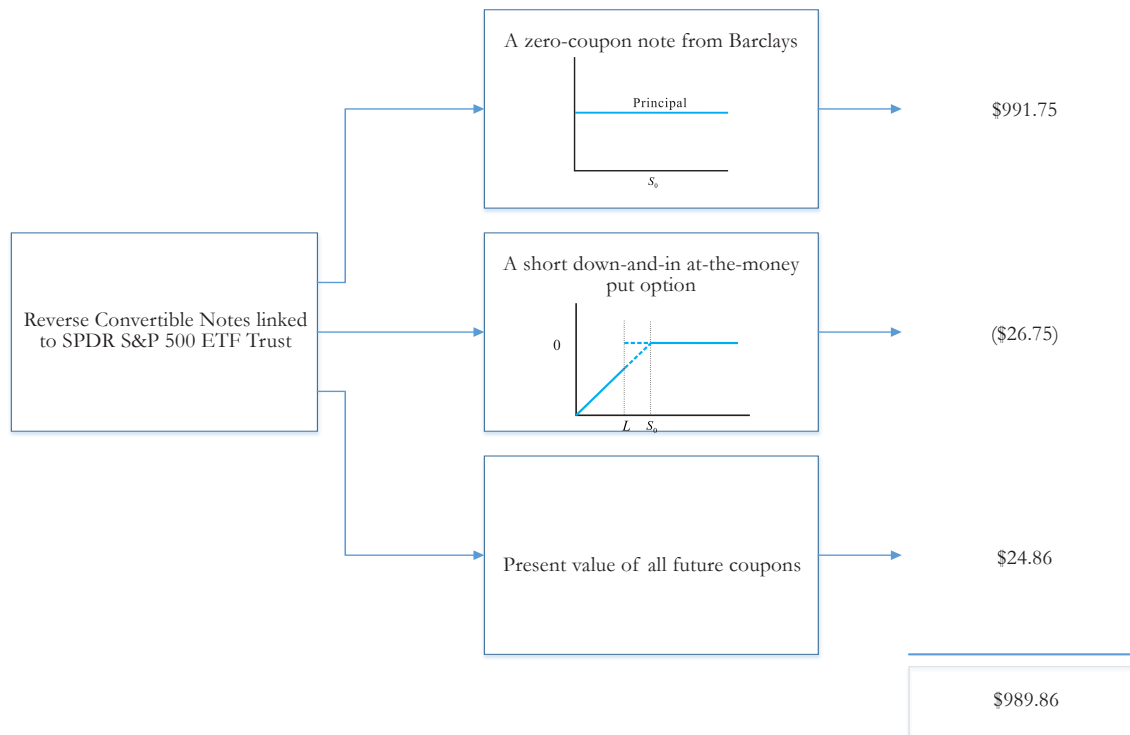 A zero-coupon note from Barclays
Principal
S₀
$991.75
Reverse Convertible Notes linked
to SPDR S&P 500 ETF Trust
A short down-and-in at-the-money
put option
0
L S₀
($26.75)
Present value of all future coupons
$24.86
$989.86